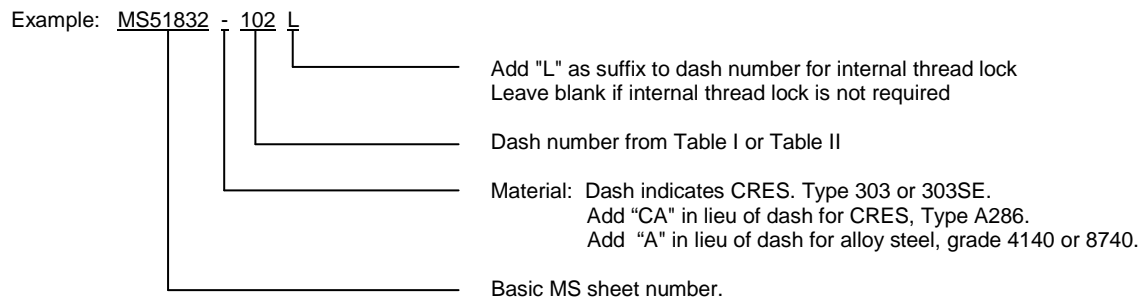 Example: MS51832 - 102 L
Add "L" as suffix to dash number for internal thread lock
Leave blank if internal thread lock is not required
Dash number from Table I or Table II
Material: Dash indicates CRES. Type 303 or 303SE.
Add “CA" in lieu of dash for CRES, Type A286.
Add “A” in lieu of dash for alloy steel, grade 4140 or 8740.
Basic MS sheet number.